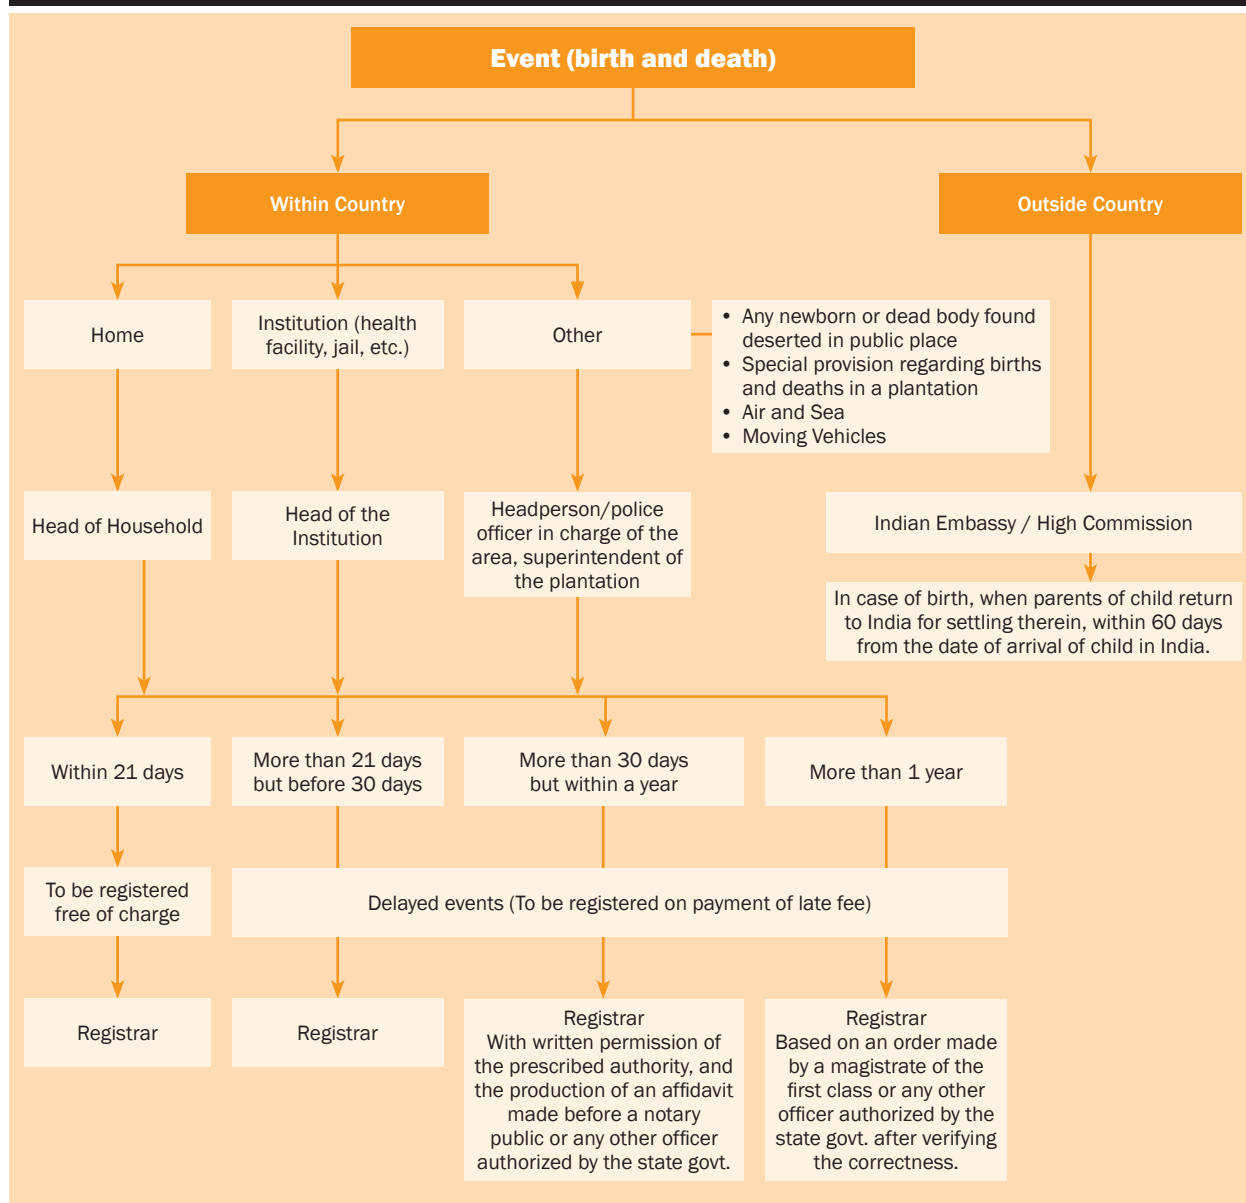 Event (birth and death)
Within Country
Outside Country
Home
Institution (health
facility, jail, etc.)
Other
• Any newborn or dead body found
deserted in public place
• Special provision regarding births
and deaths in a plantation
• Air and Sea
• Moving Vehicles
Head of Household
Head of the
Institution
Headperson/police
officer in charge of the
area, superintendent of
the plantation
Indian Embassy / High Commission
In case of birth, when parents of child return
to India for settling therein, within 60 days
from the date of arrival of child in India.
Within 21 days
More than 21 days
but before 30 days
More than 30 days
but within a year
More than 1 year
To be registered
free of charge
Delayed events (To be registered on payment of late fee)
Registrar
Registrar
Registrar
With written permission of
the prescribed authority, and
the production of an affidavit
made before a notary
public or any other officer
authorized by the state govt.
Registrar
Based on an order made
by a magistrate of the
first class or any other
officer authorized by the
state govt. after verifying
the correctness.